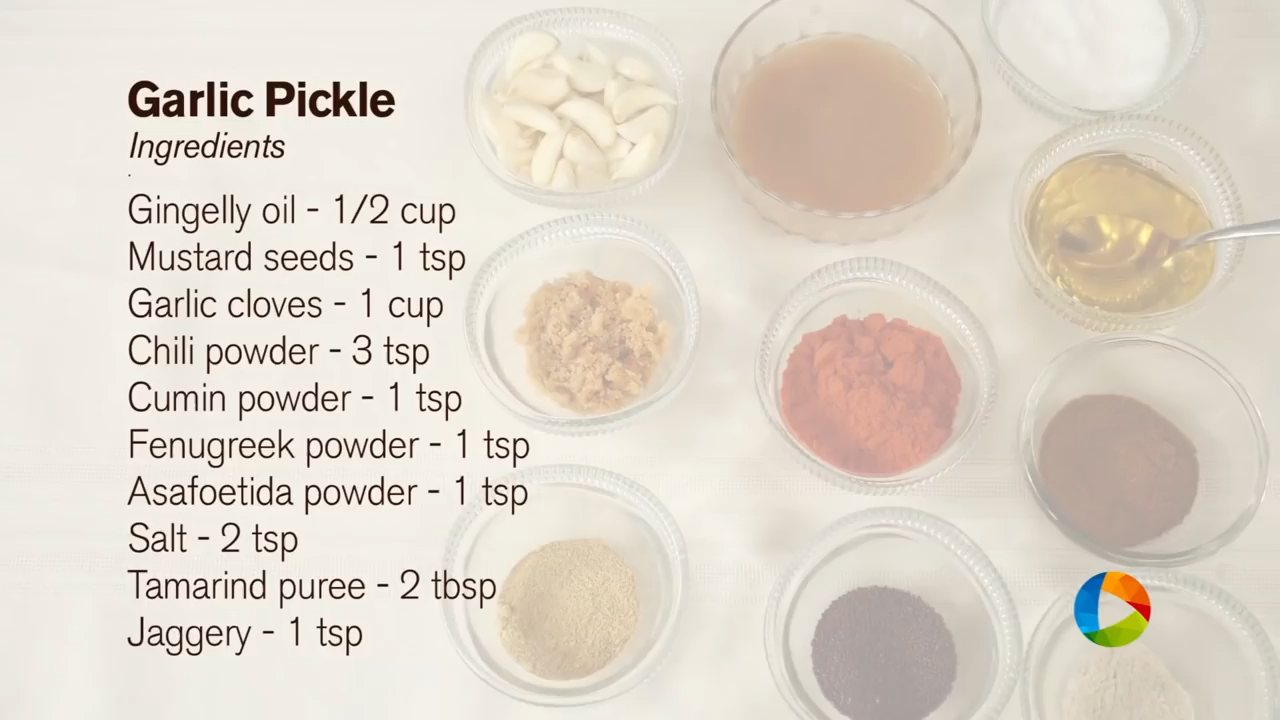 Garlic Pickle
Ingredients
Gingelly oil - 1/2 cup
Mustard seeds - 1 tsp
Garlic cloves - 1 cup
Chili powder - 3 tsp
Cumin powder - 1 tsp
Fenugreek powder - 1 tsp
Asafoetida powder - 1 tsp
Salt - 2 tsp
Tamarind puree - 2 tbsp
Jaggery - 1 tsp